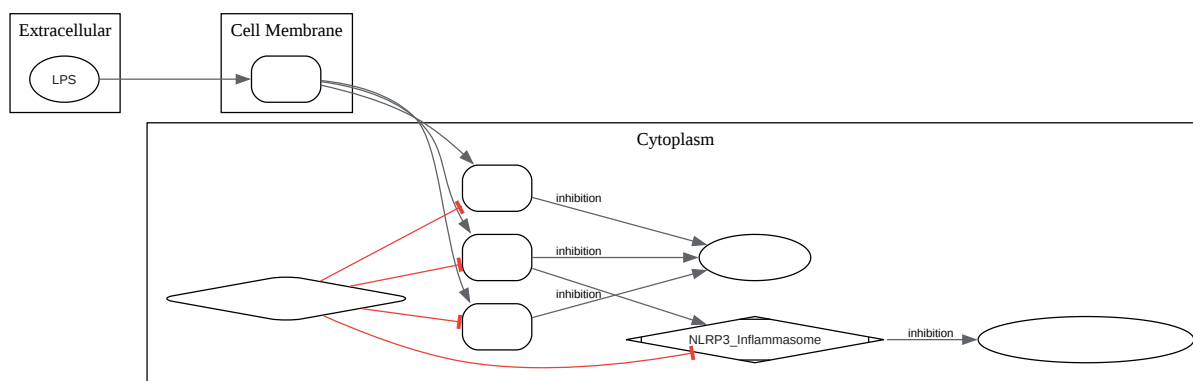 Extracellular
Cell Membrane
LPS
Cytoplasm
inhibition
inhibition
inhibition
NLRP3_Inflammasome
inhibition